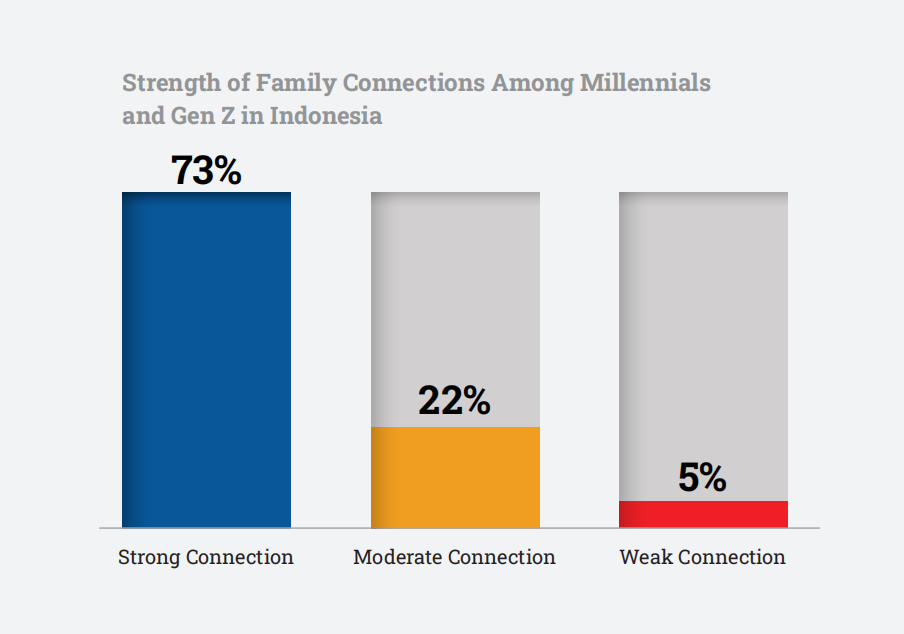 Strength of Family Connections Among Millennials
and Gen Z in Indonesia
73%
22%
5%
Strong Connection
Moderate Connection
Weak Connection